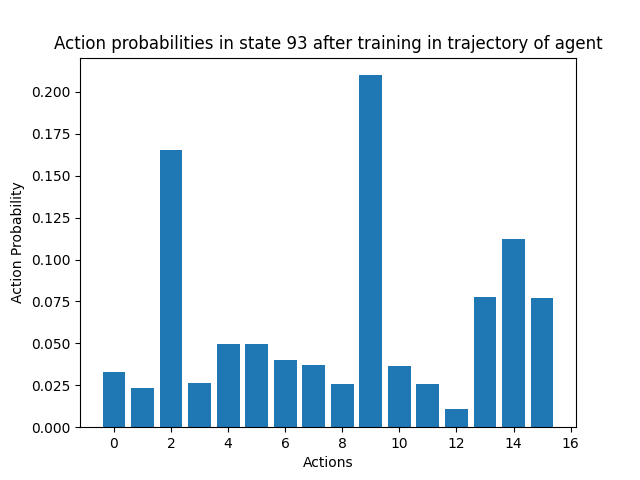 Action probabilities in state 93 after training in trajectory of agent
0.200
0.175
0.150
0.125
0.100
0.075
0.050
0.025
0.000
Action Probability
0 2 4 6 8 10 12 14 16
Actions